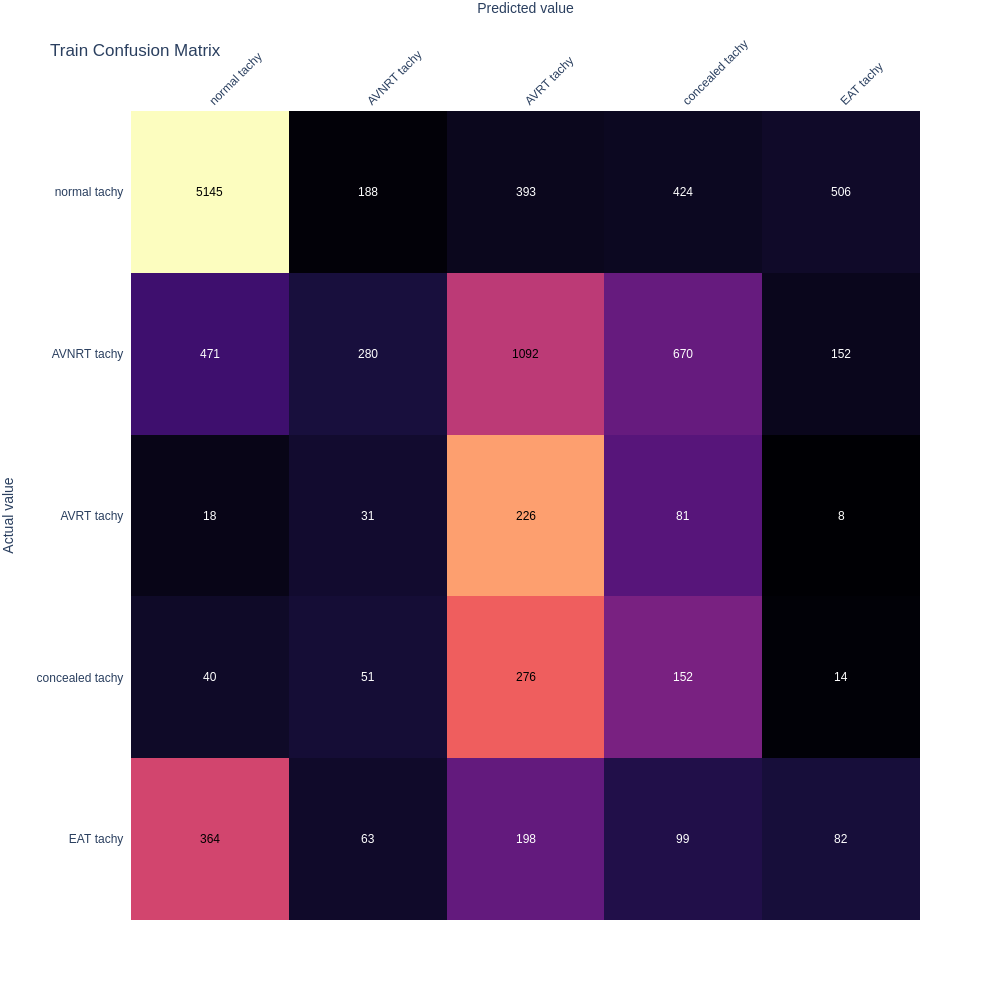 Predicted value
Train Confusion Matrix
normal tachy AVNRT tachy AVRT tachy concealed tachy EAT tachy
normal tachy 5145 188 393 424 506
AVNRT tachy 471 280 1092 670 152
AVRT tachy 18 31 226 81 8
concealed tachy 40 51 276 152 14
EAT tachy 364 63 198 99 82
Actual value